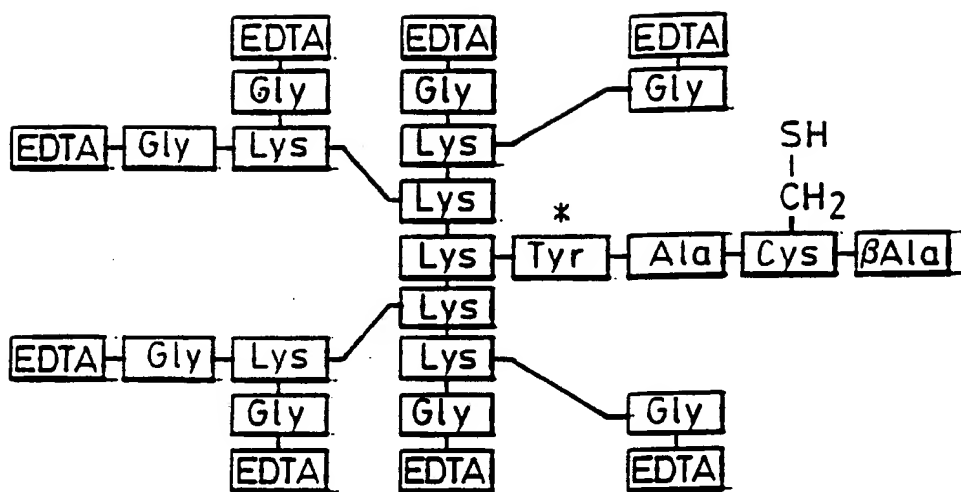 EDTA EDTA EDTA
Gly Gly Gly
EDTA Gly Lys Lys SH
Lys CH2
*
Lys Tyr Ala Cys βAla
Lys
EDTA Gly Lys Lys
Gly Gly Gly
EDTA EDTA EDTA